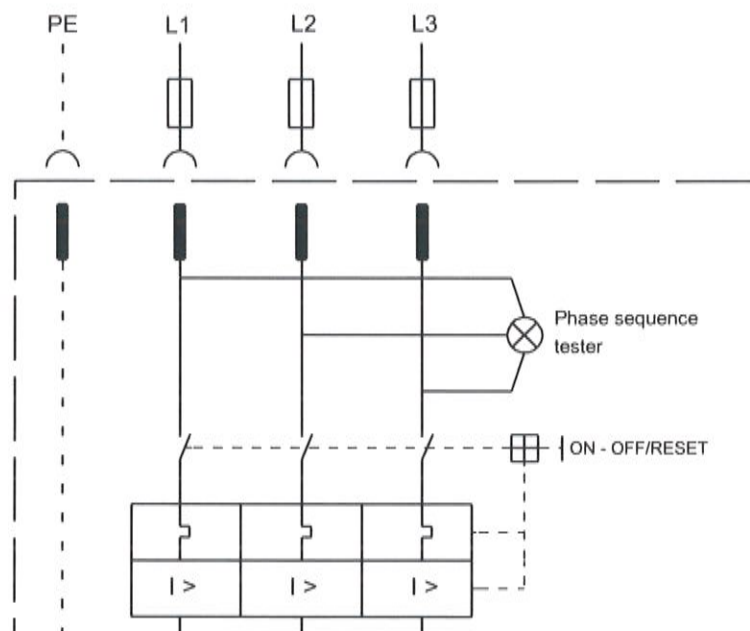 PE L1 L2 L3
Phase sequence
tester
ON - OFF/RESET
I > I > I >